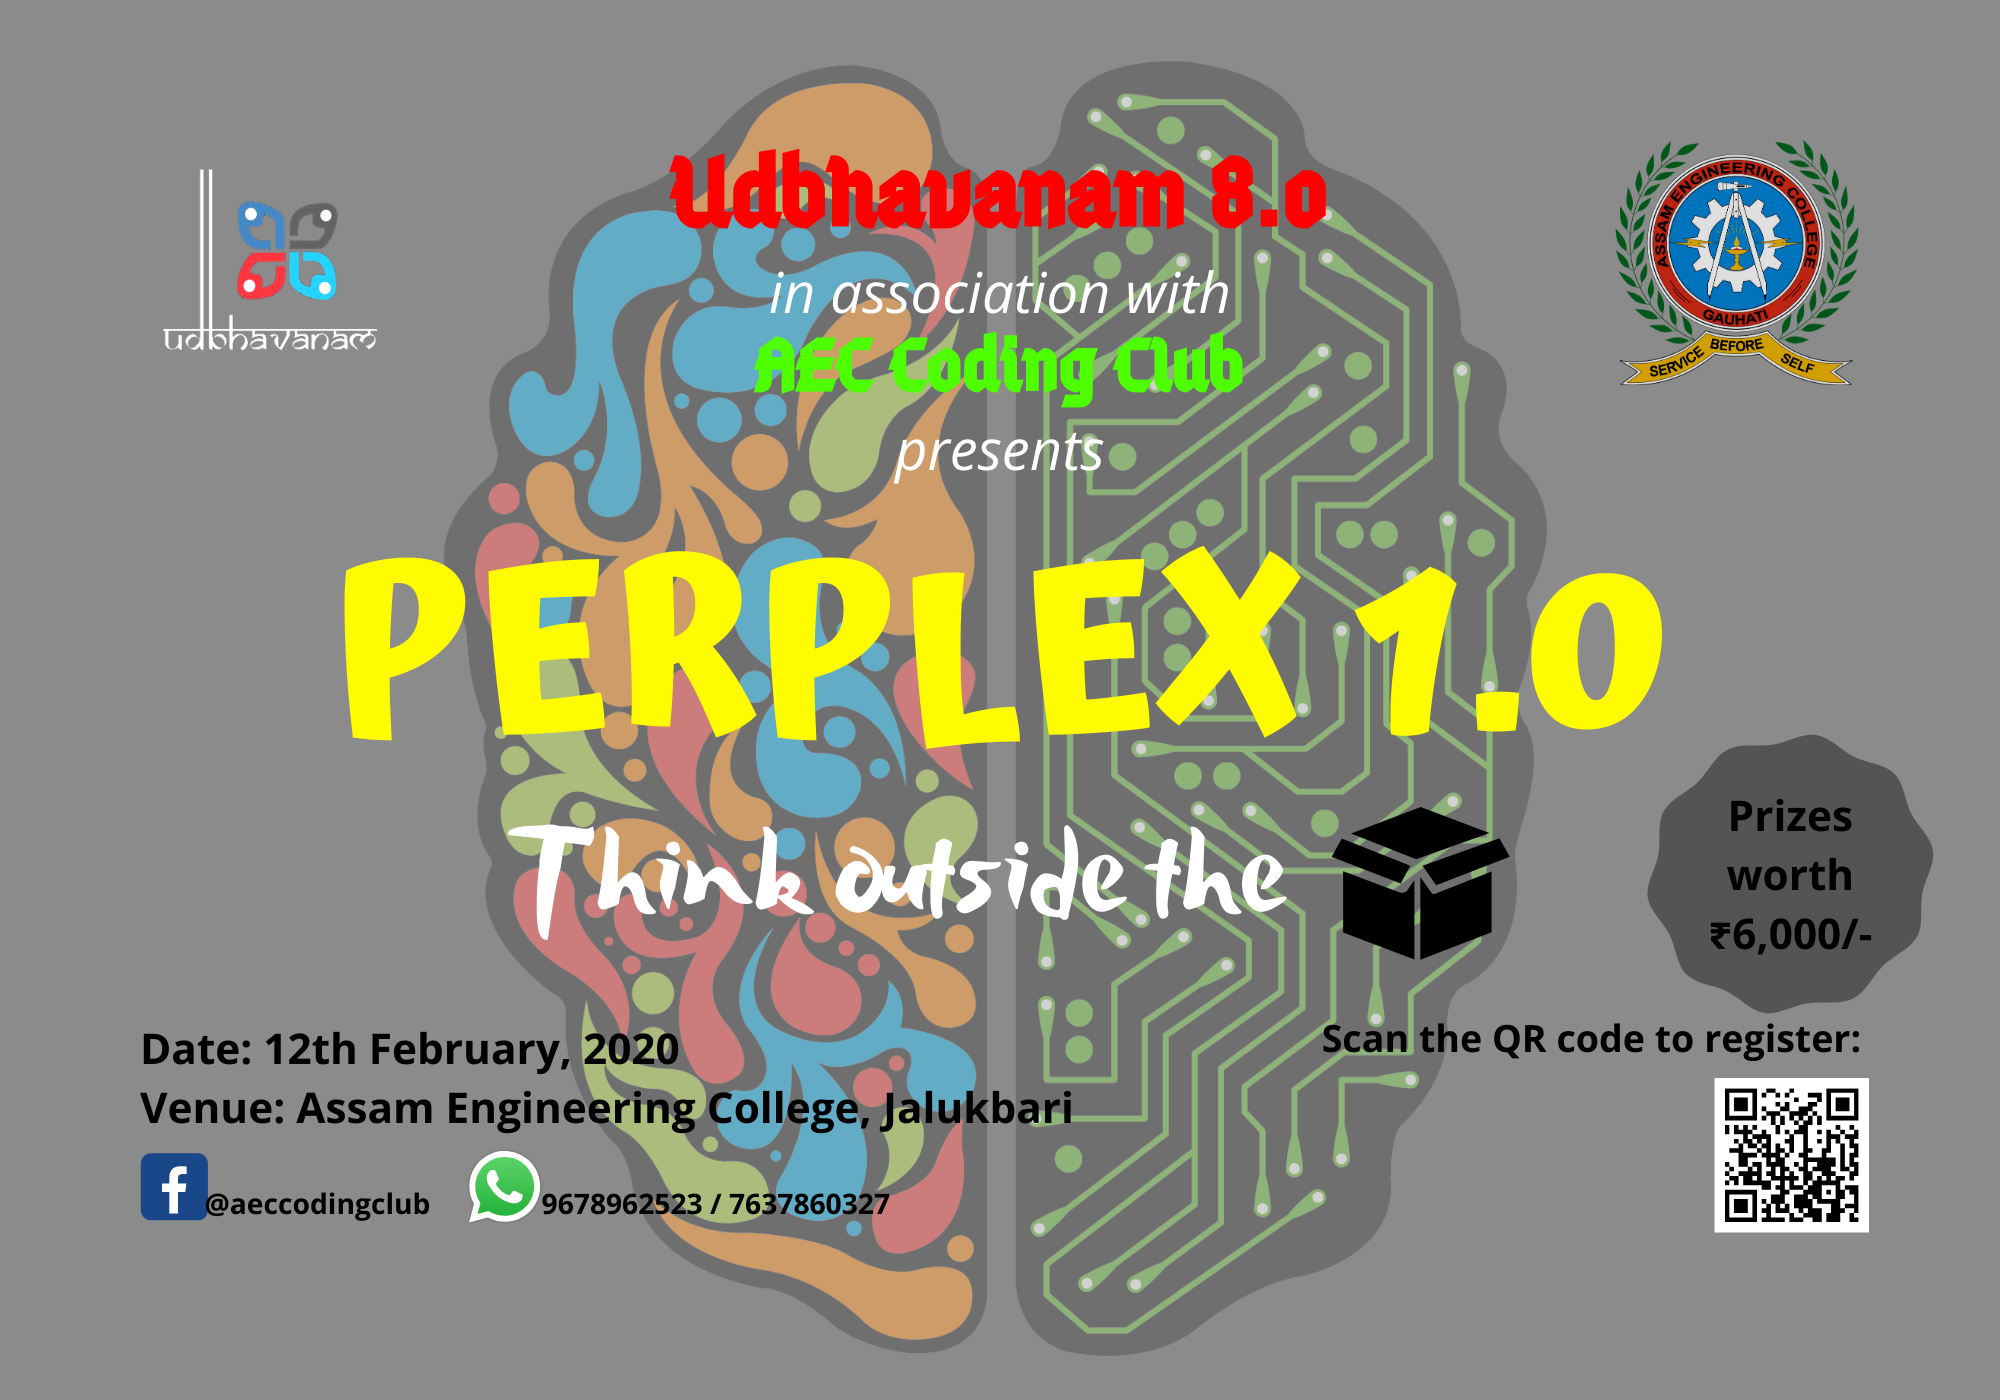 Udbhavanam 8.0
in association with
AEC Coding Club
presents
udbhavanam
ASSAM ENGINEERING COLLEGE
GAUHATI
SERVICE BEFORE SELF
PERPLEX 1.0
Think outside the
Prizes
worth
₹6,000/-
Date: 12th February, 2020
Venue: Assam Engineering College, Jalukbari
@aeccodingclub
9678962523 / 7637860327
Scan the QR code to register: